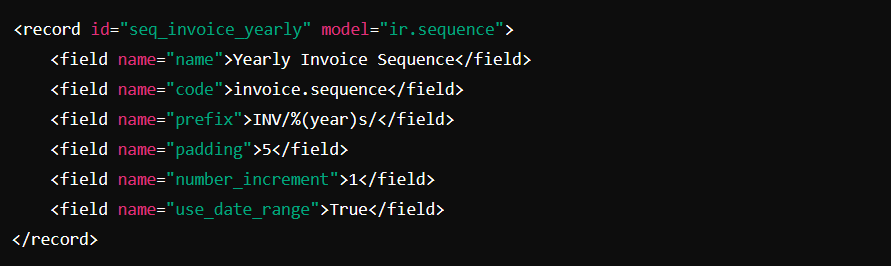 <record id="seq_invoice_yearly" model="ir.sequence">
    <field name="name">Yearly Invoice Sequence</field>
    <field name="code">invoice.sequence</field>
    <field name="prefix">INV/%(year)s/</field>
    <field name="padding">5</field>
    <field name="number_increment">1</field>
    <field name="use_date_range">True</field>
</record>